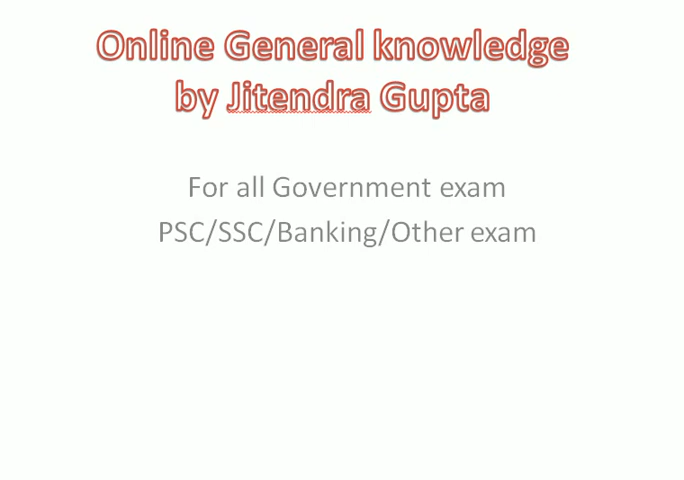 Online General knowledge
by Jitendra Gupta
For all Government exam
PSC/SSC/Banking/Other exam